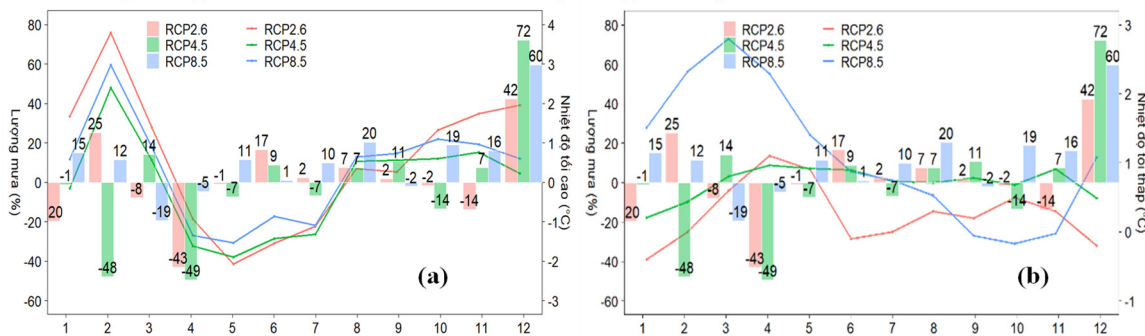 80
60
40
20
0
-20
-40
-60
Lượng mưa (%)
RCP2.6
RCP4.5
RCP8.5
RCP2.6
RCP4.5
RCP8.5
20 -1 15 25 -48 12 -8 14 -19 -43 -49 -5 -1 -7 11 17 9 1 2 -7 10 7 7 20 2 11 -2 -2 -14 19 -14 7 16 42 72 60
(a)
4
3
2
1
0
-1
-2
-3
Nhiệt độ tối cao (°C)
1 2 3 4 5 6 7 8 9 10 11 12
80
60
40
20
0
-20
-40
-60
Lượng mưa (%)
RCP2.6
RCP4.5
RCP8.5
RCP2.6
RCP4.5
RCP8.5
20 -1 15 25 -48 12 -8 14 -19 -43 -49 -5 -1 -7 11 17 9 1 2 -7 10 7 7 20 2 11 -2 -2 -14 19 -14 7 16 42 72 60
(b)
3
2
1
-0
-1
Nhiệt độ tối thấp (°C)
1 2 3 4 5 6 7 8 9 10 11 12